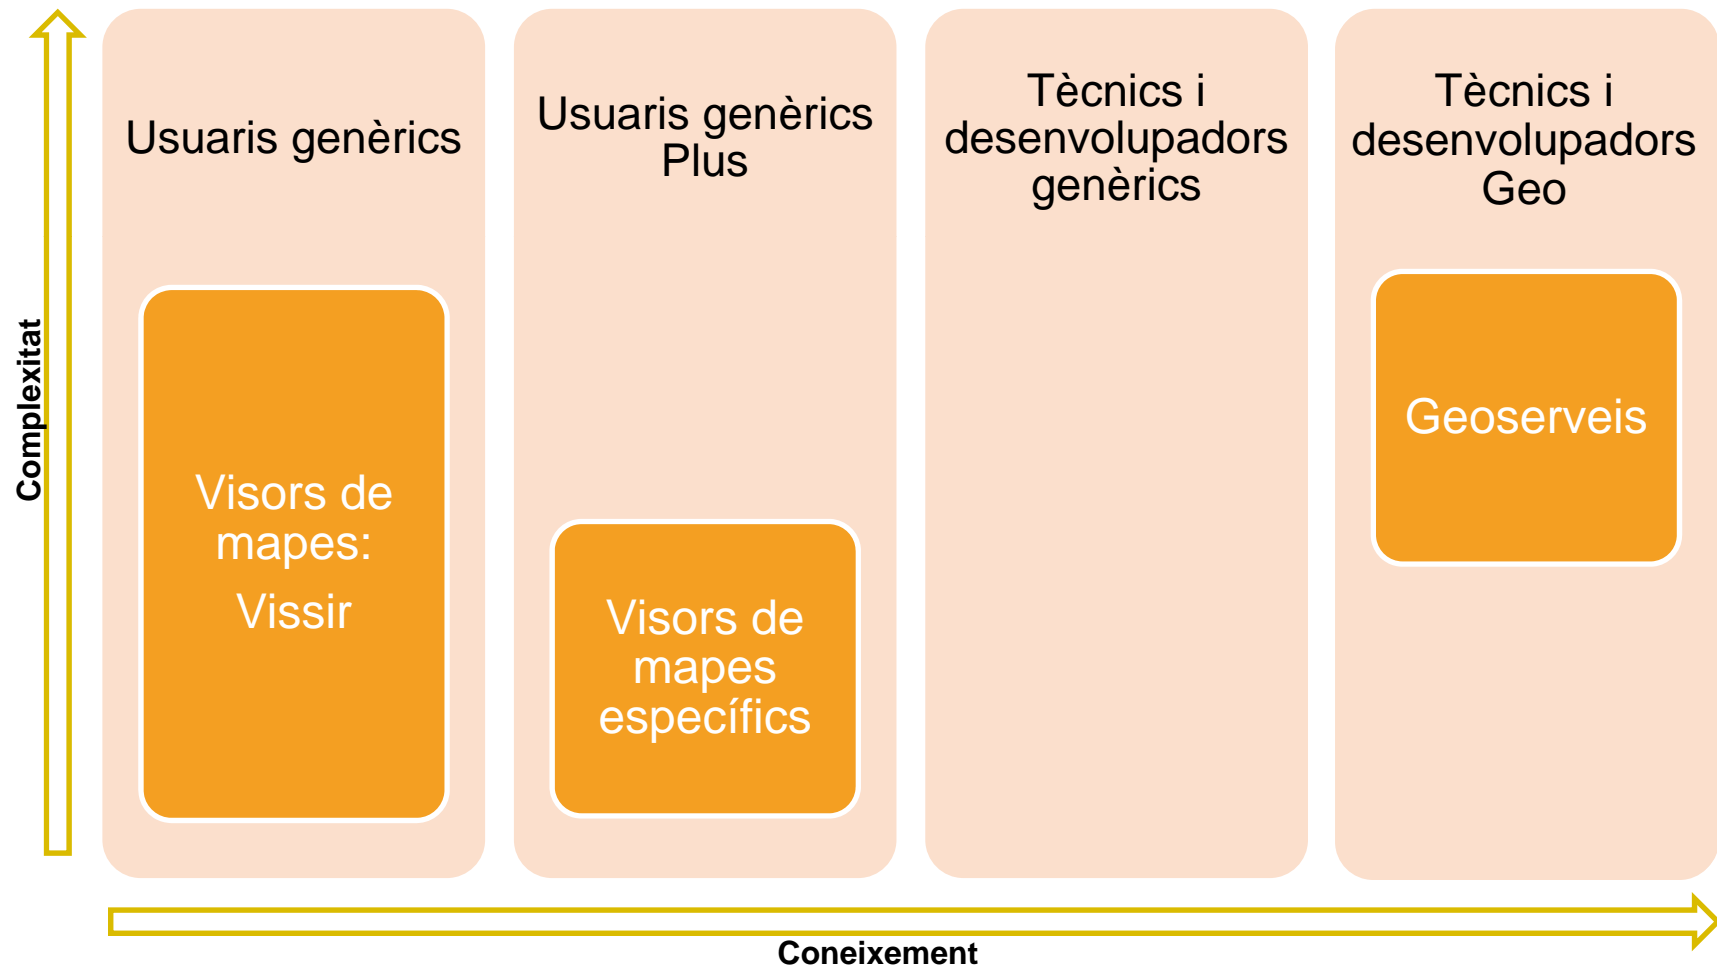 Usuaris genèrics
Usuaris genèrics
Plus
Tècnics i
desenvolupadors
genèrics
Tècnics i
desenvolupadors
Geo
Complexitat
Visors de
mapes:
Vissir
Visors de
mapes
específics
Geoserveis
Coneixement